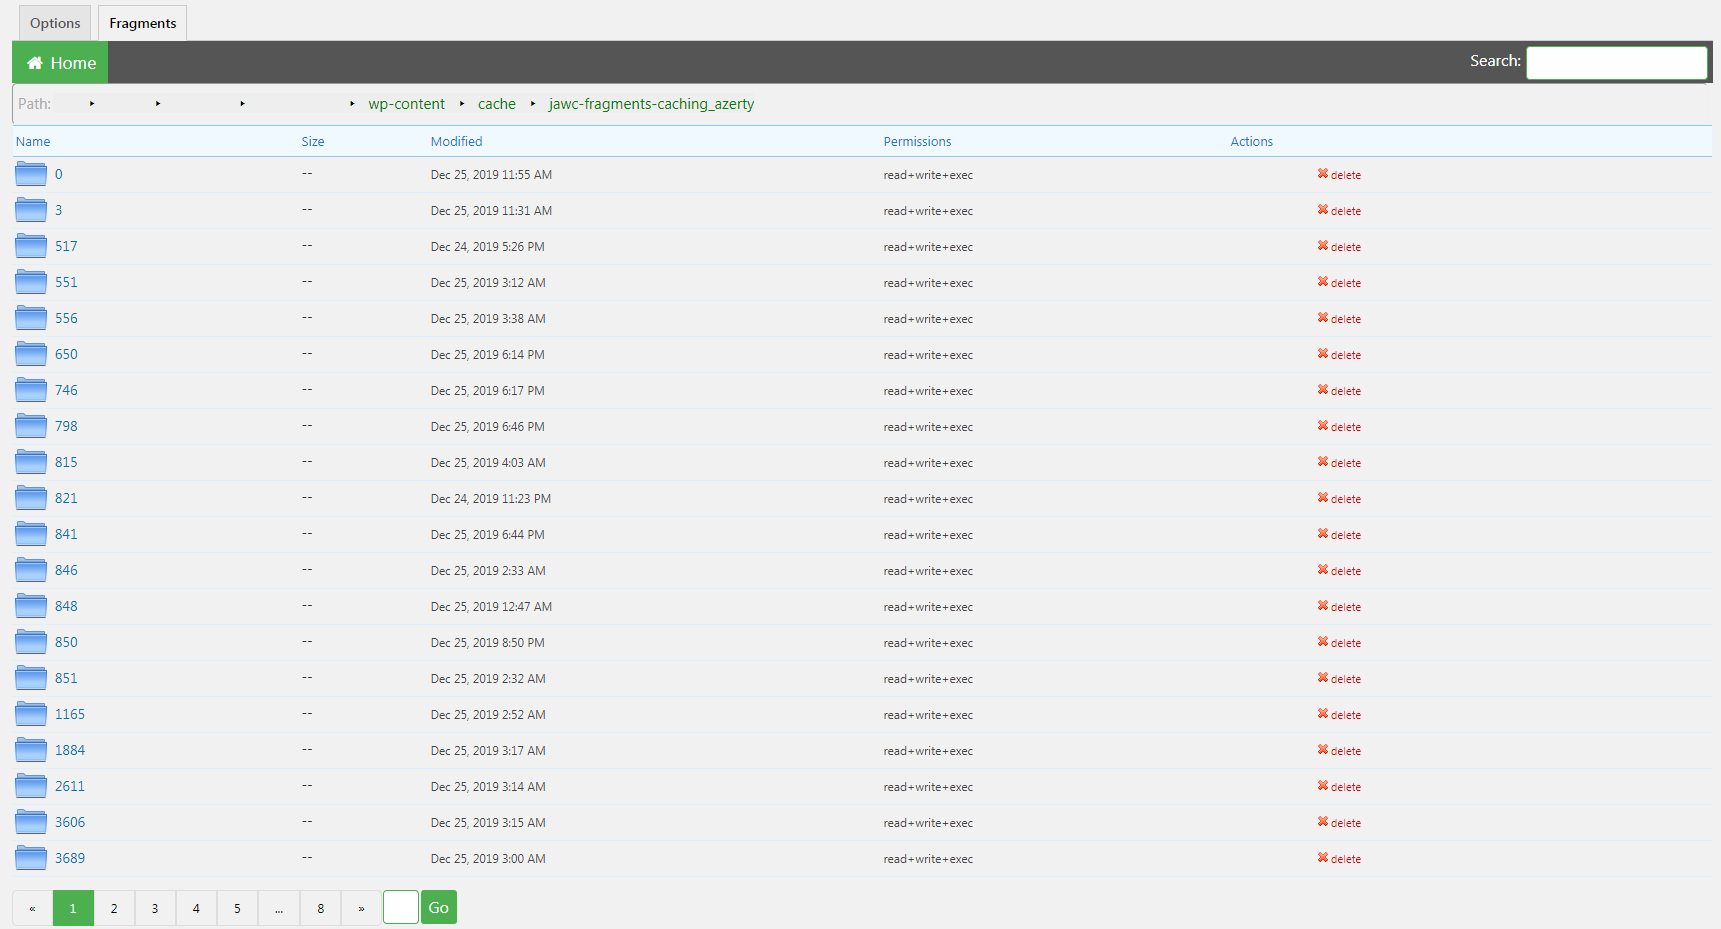 Options Fragments
Home Search:
Path: wp-content cache jawc-fragments-caching_azerty
Name Size Modified Permissions Actions
0 -- Dec 25, 2019 11:55 AM read+write+exec delete
3 -- Dec 25, 2019 11:31 AM read+write+exec delete
517 -- Dec 24, 2019 5:26 PM read+write+exec delete
551 -- Dec 25, 2019 3:12 AM read+write+exec delete
556 -- Dec 25, 2019 3:38 AM read+write+exec delete
650 -- Dec 25, 2019 6:14 PM read+write+exec delete
746 -- Dec 25, 2019 6:17 PM read+write+exec delete
798 -- Dec 25, 2019 6:46 PM read+write+exec delete
815 -- Dec 25, 2019 4:03 AM read+write+exec delete
821 -- Dec 24, 2019 11:23 PM read+write+exec delete
841 -- Dec 25, 2019 6:44 PM read+write+exec delete
846 -- Dec 25, 2019 2:33 AM read+write+exec delete
848 -- Dec 25, 2019 12:47 AM read+write+exec delete
850 -- Dec 25, 2019 8:50 PM read+write+exec delete
851 -- Dec 25, 2019 2:32 AM read+write+exec delete
1165 -- Dec 25, 2019 2:52 AM read+write+exec delete
1884 -- Dec 25, 2019 3:17 AM read+write+exec delete
2611 -- Dec 25, 2019 3:14 AM read+write+exec delete
3606 -- Dec 25, 2019 3:15 AM read+write+exec delete
3689 -- Dec 25, 2019 3:00 AM read+write+exec delete
« 1 2 3 4 5 ... 8 » Go